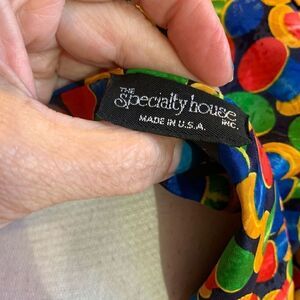 THE
Specialty house
INC.
MADE IN U.S.A.